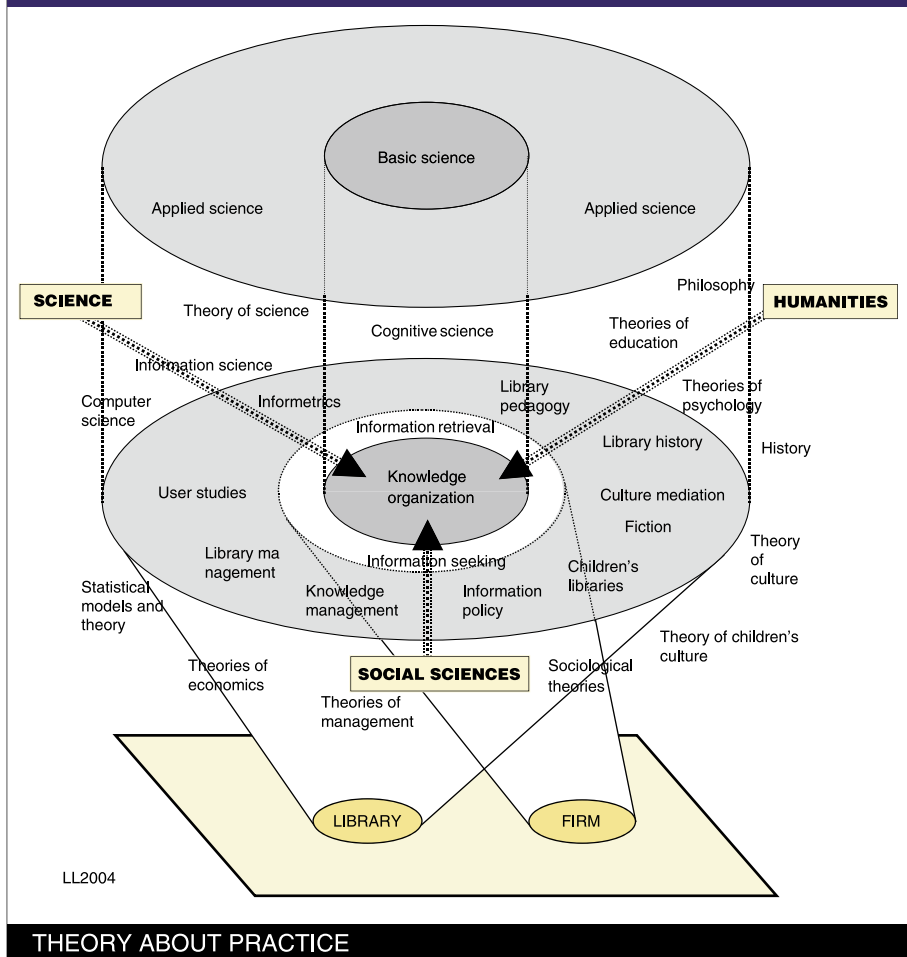 Basic science
Applied science
Applied science
SCIENCE
Philosophy
HUMANITIES
Theory of science
Cognitive science
Theories of
education
Information science
Computer
science
Informetrics
Library
pedagogy
Theories of
psychology
Information retrieval
Library history
History
User studies
Knowledge
organization
Culture mediation
Fiction
Theory
of
culture
Library ma
nagement
Information seeking
Children's
libraries
Statistical
models and
theory
Knowledge
management
Information
policy
Theory of children's
culture
Theories of
economics
SOCIAL SCIENCES
Sociological
theories
Theories of
management
LIBRARY
FIRM
LL2004
THEORY ABOUT PRACTICE